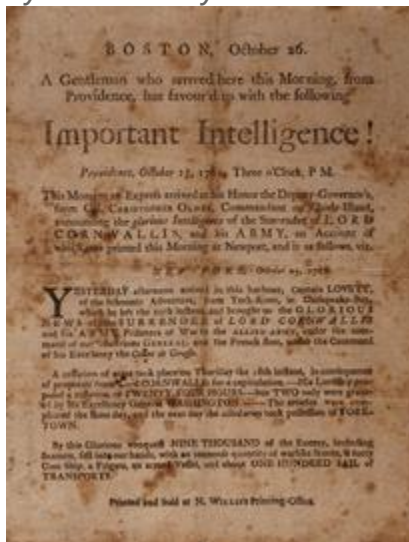 BOSTON, October 26.
A Gentleman who arrived here this Morning, from
Providence, has favour'd us with the following
Important Intelligence!
Providence, October 25, Three o'Clock, P M.
This Morning an Express arrived at his Honor the Deputy-Governor's,
from Col. CHRISTOPHER OLNEY, Commandant on Rhode Island,
announcing the glorious Intelligence of the Surrender of LORD
CORNWALLIS, and his ARMY, an Account of
which was printed this Morning at Newport, and is as follows, viz.
NEWPORT, October 25, 1781.
YESTERDAY afternoon arrived in this harbour, Captain LOVETT,
of the Schooner Adventure, from York-River, in Chesapeake-Bay,
which he left the 20th instant, and brought us the GLORIOUS
NEWS of the SURRENDER of LORD CORNWALLIS
and his ARMY Prisoners of War to the ALLIED ARMY, under the command
of our illustrious GENERAL, and the French fleet, under the Command
of his Excellency the Count de Grasse.
A cessation of arms took place on Thursday the 18th instant, in consequence
of proposals from CORNWALLIS for a capitulation. His Lordship proposed
a cessation of TWENTY-FOUR HOURS, but TWO only were granted
by His Excellency General WASHINGTON. The articles were completed
the same day, and the next day the allied army took possession of YORK-
TOWN.
By this Glorious conquest NINE THOUSAND of the Enemy, including
Seamen, fell into our hands, with an immense quantity of warlike Stores, a forty
Gun Ship, a Frigate, an armed Vessel, and about ONE HUNDRED SAIL of
TRANSPORTS.
Printed and Sold at N. WILLIS's Printing-Office.